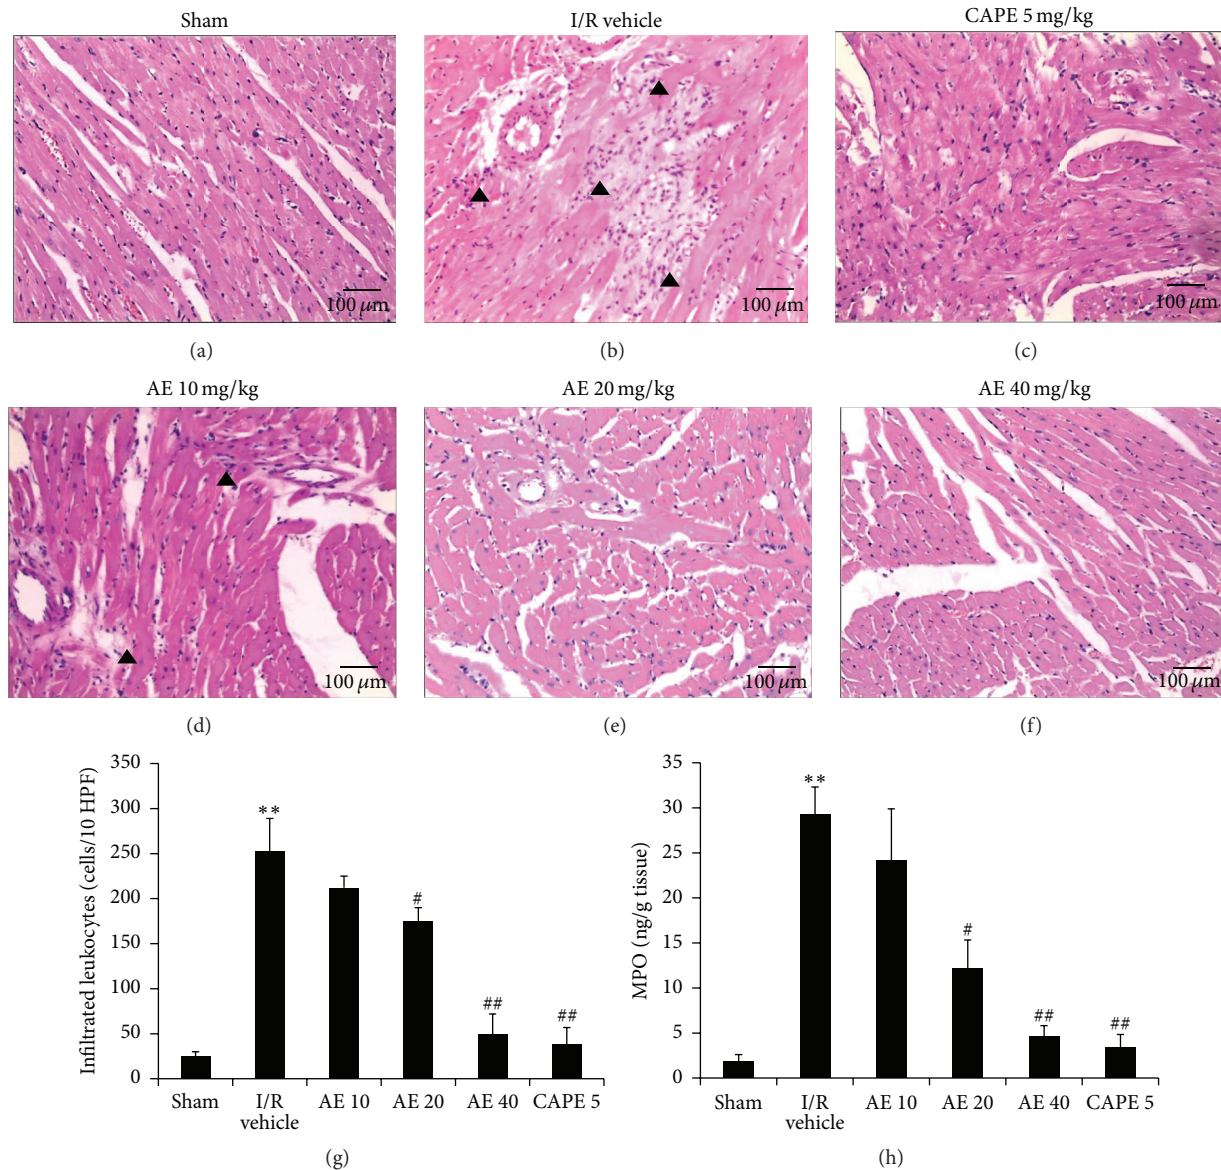 Sham
I/R vehicle
CAPE 5 mg/kg
100 μm
100 μm
100 μm
(a)
(b)
(c)
AE 10 mg/kg
AE 20 mg/kg
AE 40 mg/kg
100 μm
100 μm
100 μm
(d)
(e)
(f)
Infiltrated leukocytes (cells/10 HPF)
350
300
250
200
150
100
50
0
**
#
##
##
Sham
I/R
vehicle
AE 10
AE 20
AE 40
CAPE 5
(g)
MPO (ng/g tissue)
35
30
25
20
15
10
5
0
**
#
##
##
Sham
I/R
vehicle
AE 10
AE 20
AE 40
CAPE 5
(h)